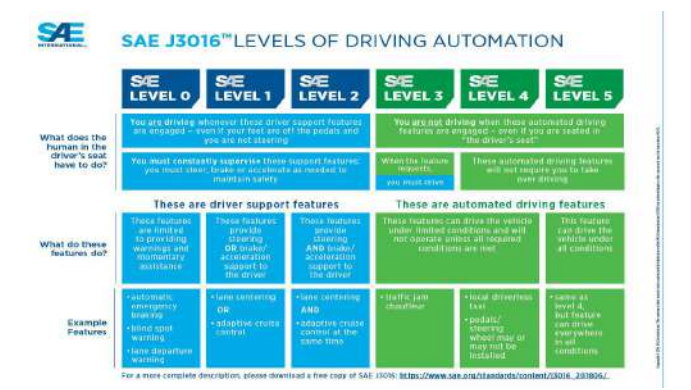 SAE
INTERNATIONAL
SAE J3016™ LEVELS OF DRIVING AUTOMATION
SAE LEVEL 0
SAE LEVEL 1
SAE LEVEL 2
SAE LEVEL 3
SAE LEVEL 4
SAE LEVEL 5
What does the
human in the
driver's seat
have to do?
You are driving whenever these driver support features
are engaged – even if your feet are off the pedals and
you are not steering
You are not driving when these automated driving
features are engaged – even if you are seated in
"the driver's seat"
You must constantly supervise these support features;
you must steer, brake or accelerate as needed to
maintain safety
When the feature
requests,
you must drive
These automated driving features
will not require you to take
over driving
These are driver support features
These are automated driving features
What do these
features do?
These features
are limited
to providing
warnings and
momentary
assistance
These features
provide
steering
OR brake/
acceleration
support to
the driver
These features
provide
steering
AND brake/
acceleration
support to
the driver
These features can drive the vehicle
under limited conditions and will
not operate unless all required
conditions are met
This feature
can drive the
vehicle under
all conditions
Example
Features
• automatic
emergency
braking
• blind spot
warning
• lane departure
warning
• lane centering
OR
• adaptive cruise
control
• lane centering
AND
• adaptive cruise
control at the
same time
• traffic jam
chauffeur
• local driverless
taxi
• pedals/
steering
wheel may or
may not be
installed
• same as
level 4,
but feature
can drive
everywhere
in all
conditions
For a more complete description, please download a free copy of SAE J3016: https://www.sae.org/standards/content/j3016_201806/